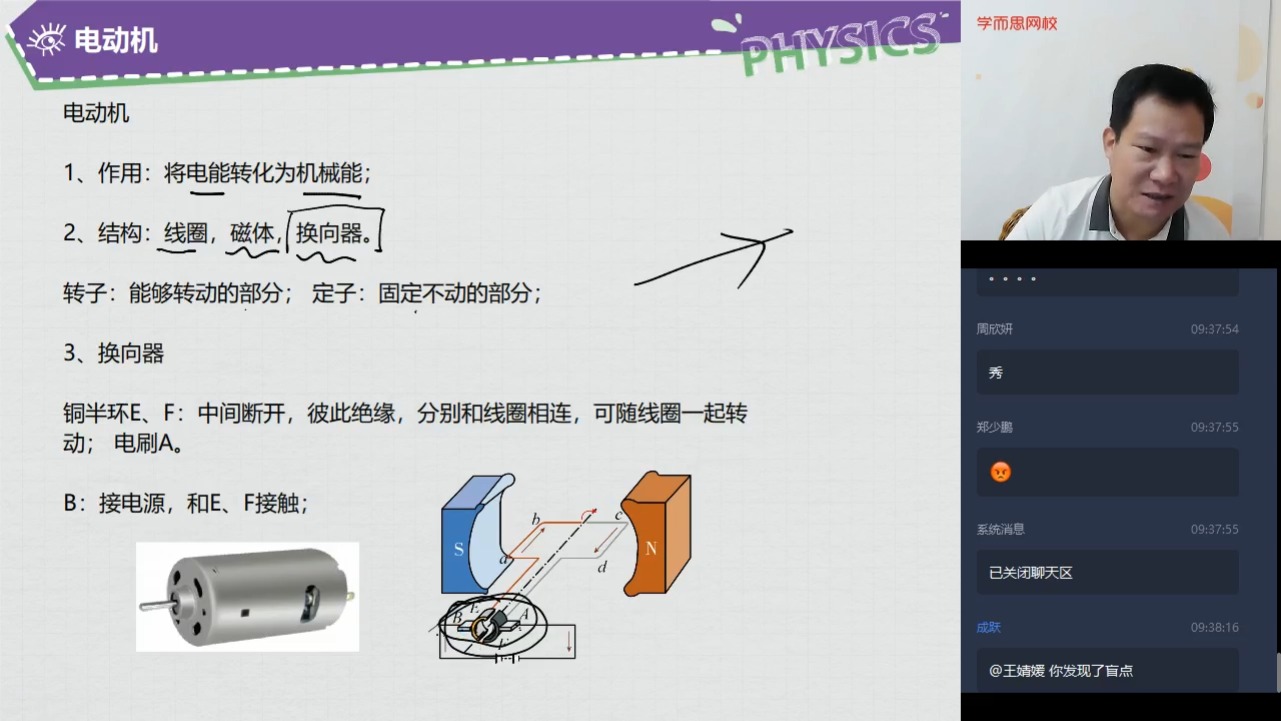 电动机
PHYSICS
电动机
1、作用：将电能转化为机械能；
2、结构：线圈，磁体，换向器。
转子：能够转动的部分； 定子：固定不动的部分；
3、换向器
铜半环E、F：中间断开，彼此绝缘，分别和线圈相连，可随线圈一起转
动； 电刷A。
B：接电源，和E、F接触；
S
N
b
c
a
d
E
B
A
F
学而思网校
周欣妍 09:37:54
秀
郑少鹏 09:37:55
系统消息 09:37:55
已关闭聊天区
成跃 09:38:16
@王婧媛 你发现了盲点